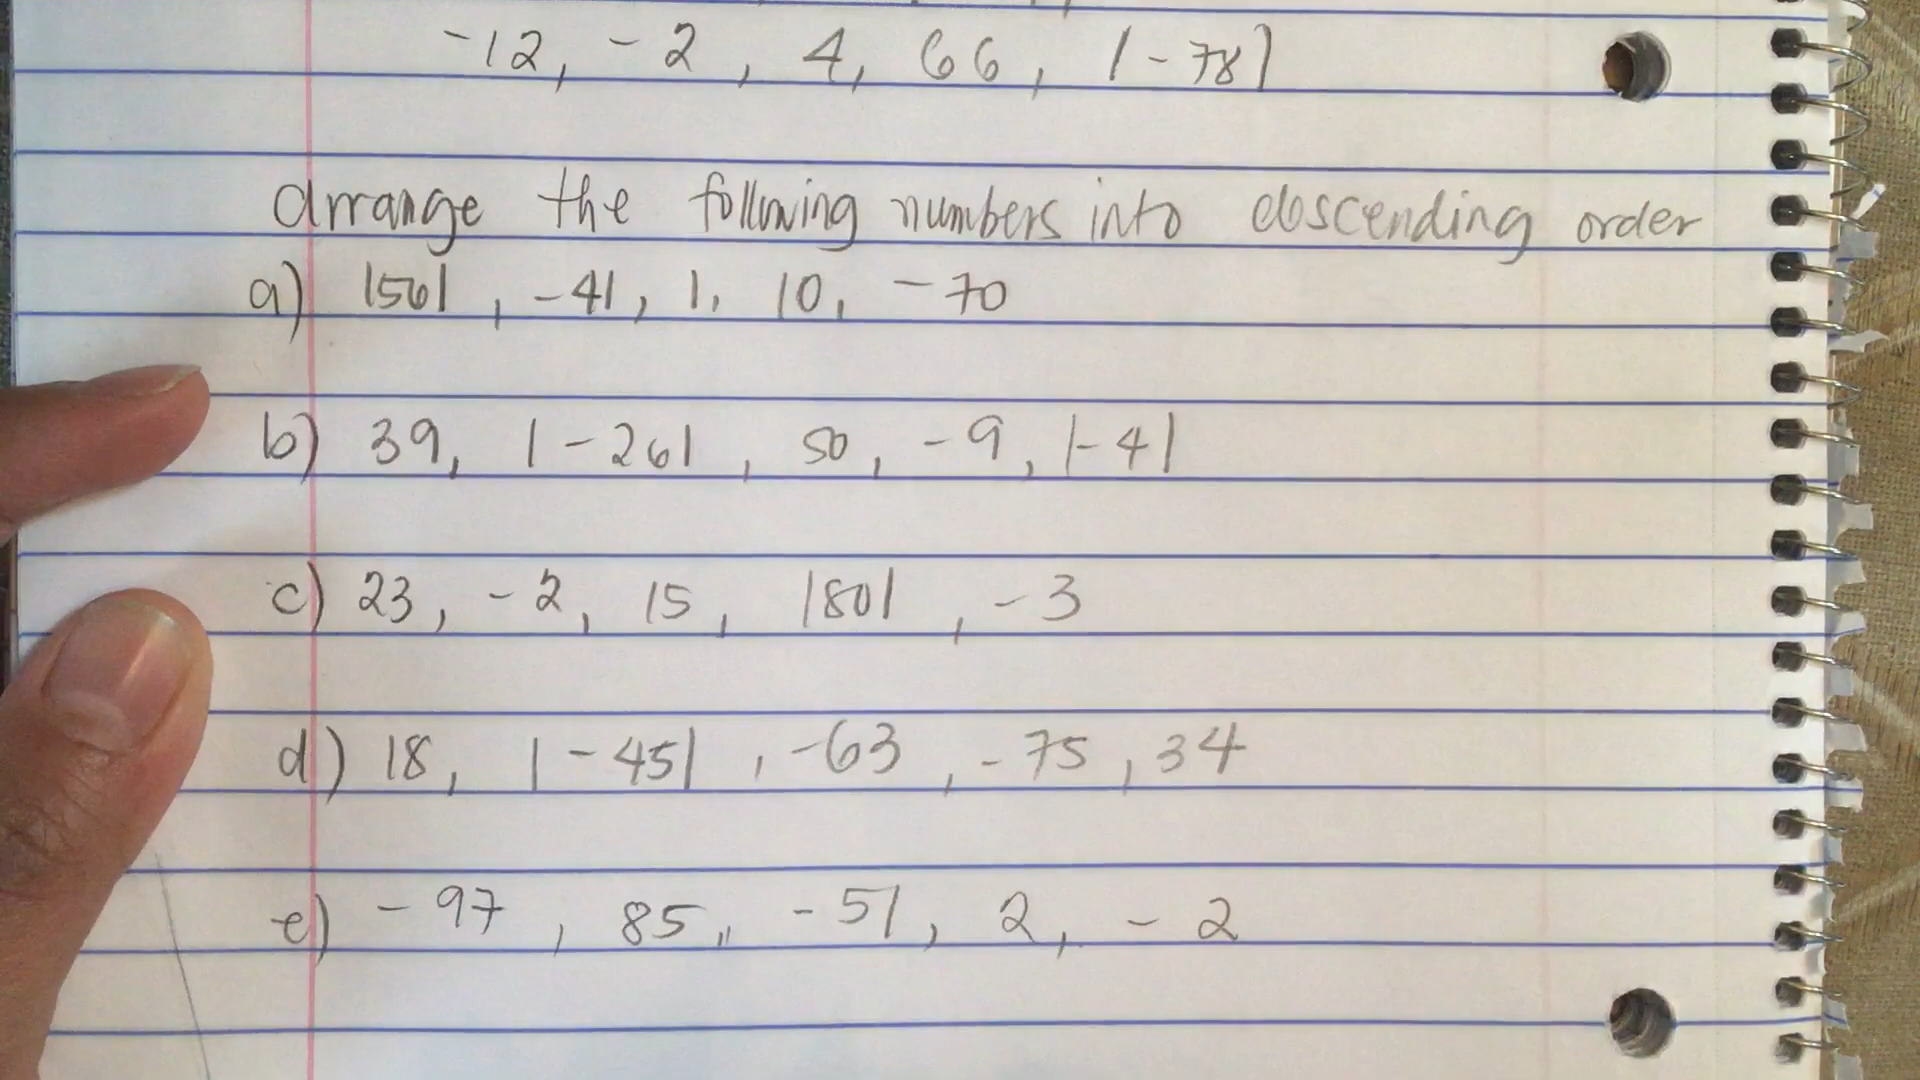 -12, -2, 4, 66, |-78|
arrange the following numbers into descending order
a) |56|, -41, 1, 10, -70
b) 39, |-26|, 50, -9, |-4|
c) 23, -2, 15, |80|, -3
d) 18, |-45|, -63, -75, 34
e) -97, 85,, -51, 2, -2